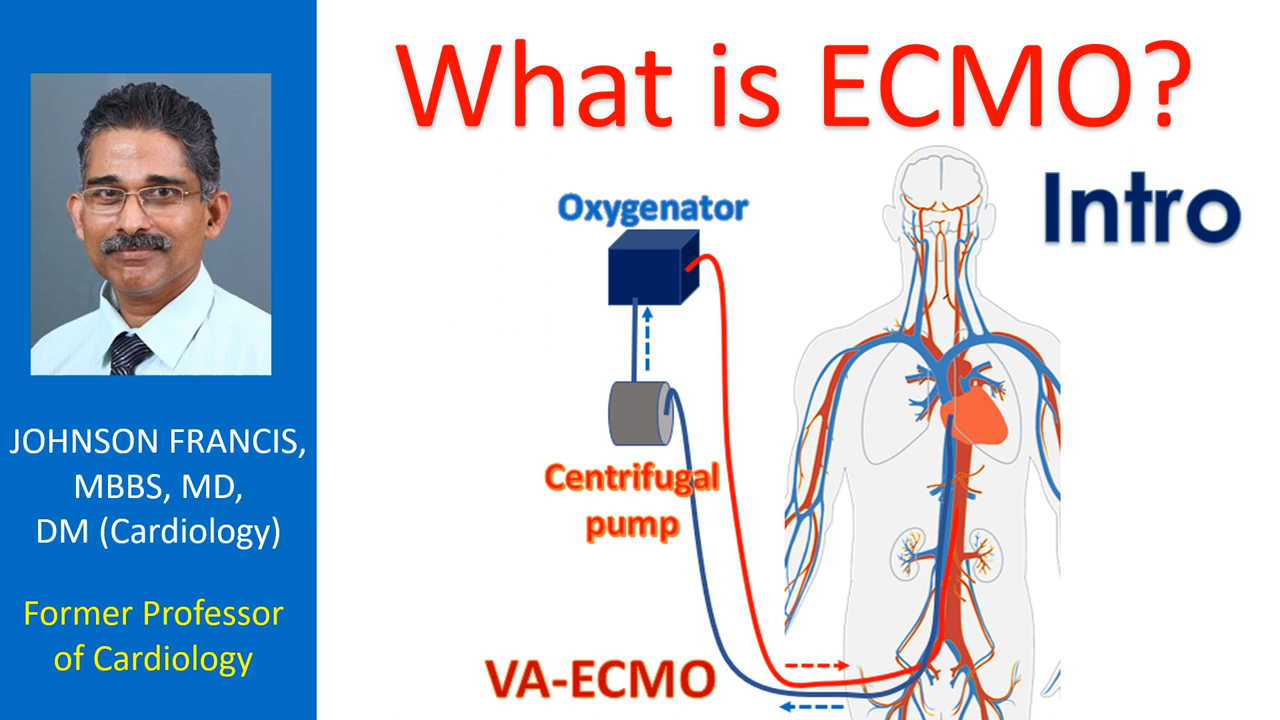 What is ECMO?
Intro
Oxygenator
Centrifugal
pump
VA-ECMO
JOHNSON FRANCIS,
MBBS, MD,
DM (Cardiology)
Former Professor
of Cardiology